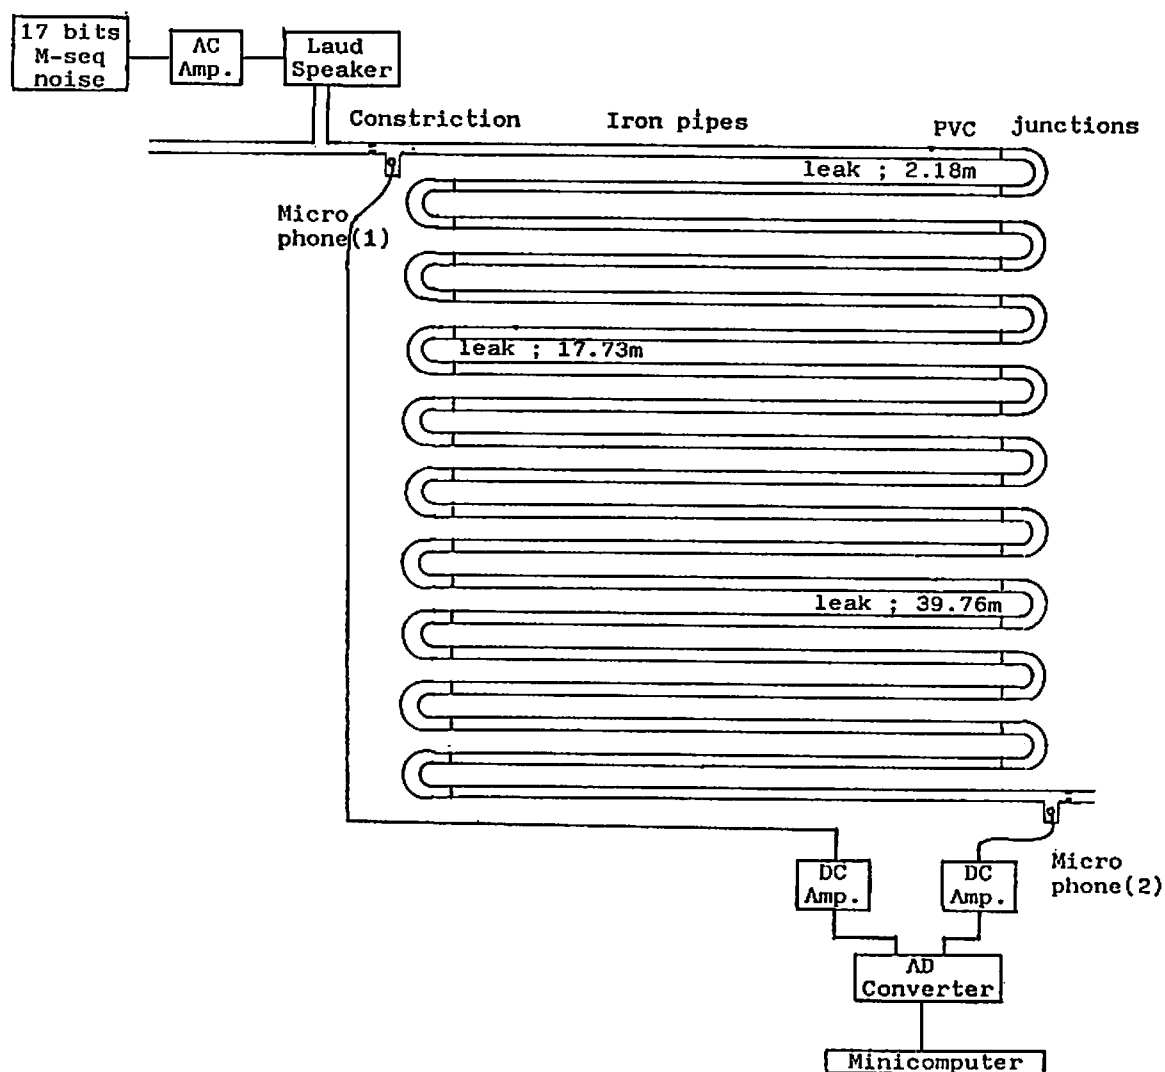 17 bits
M-seq
noise
AC
Amp.
Laud
Speaker
Constriction
Iron pipes
PVC junctions
leak ; 2.18m
Micro
phone(1)
leak ; 17.73m
leak ; 39.76m
Micro
phone(2)
DC
Amp.
DC
Amp.
AD
Converter
Minicomputer